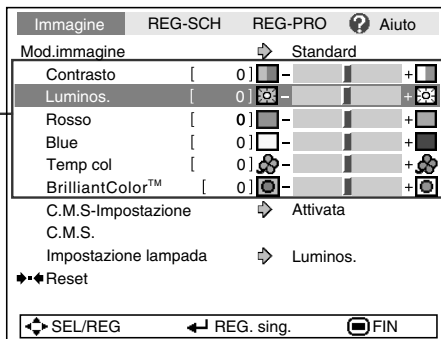 Immagine REG-SCH REG-PRO ? Aiuto
Mod.immagine Standard
Contrasto [ 0 ] - +
Luminos. [ 0 ] - +
Rosso [ 0 ] - +
Blue [ 0 ] - +
Temp col [ 0 ] - +
BrilliantColor™ [ 0 ] - +
C.M.S-Impostazione Attivata
C.M.S.
Impostazione lampada Luminos.
Reset
SEL/REG REG. sing. FIN